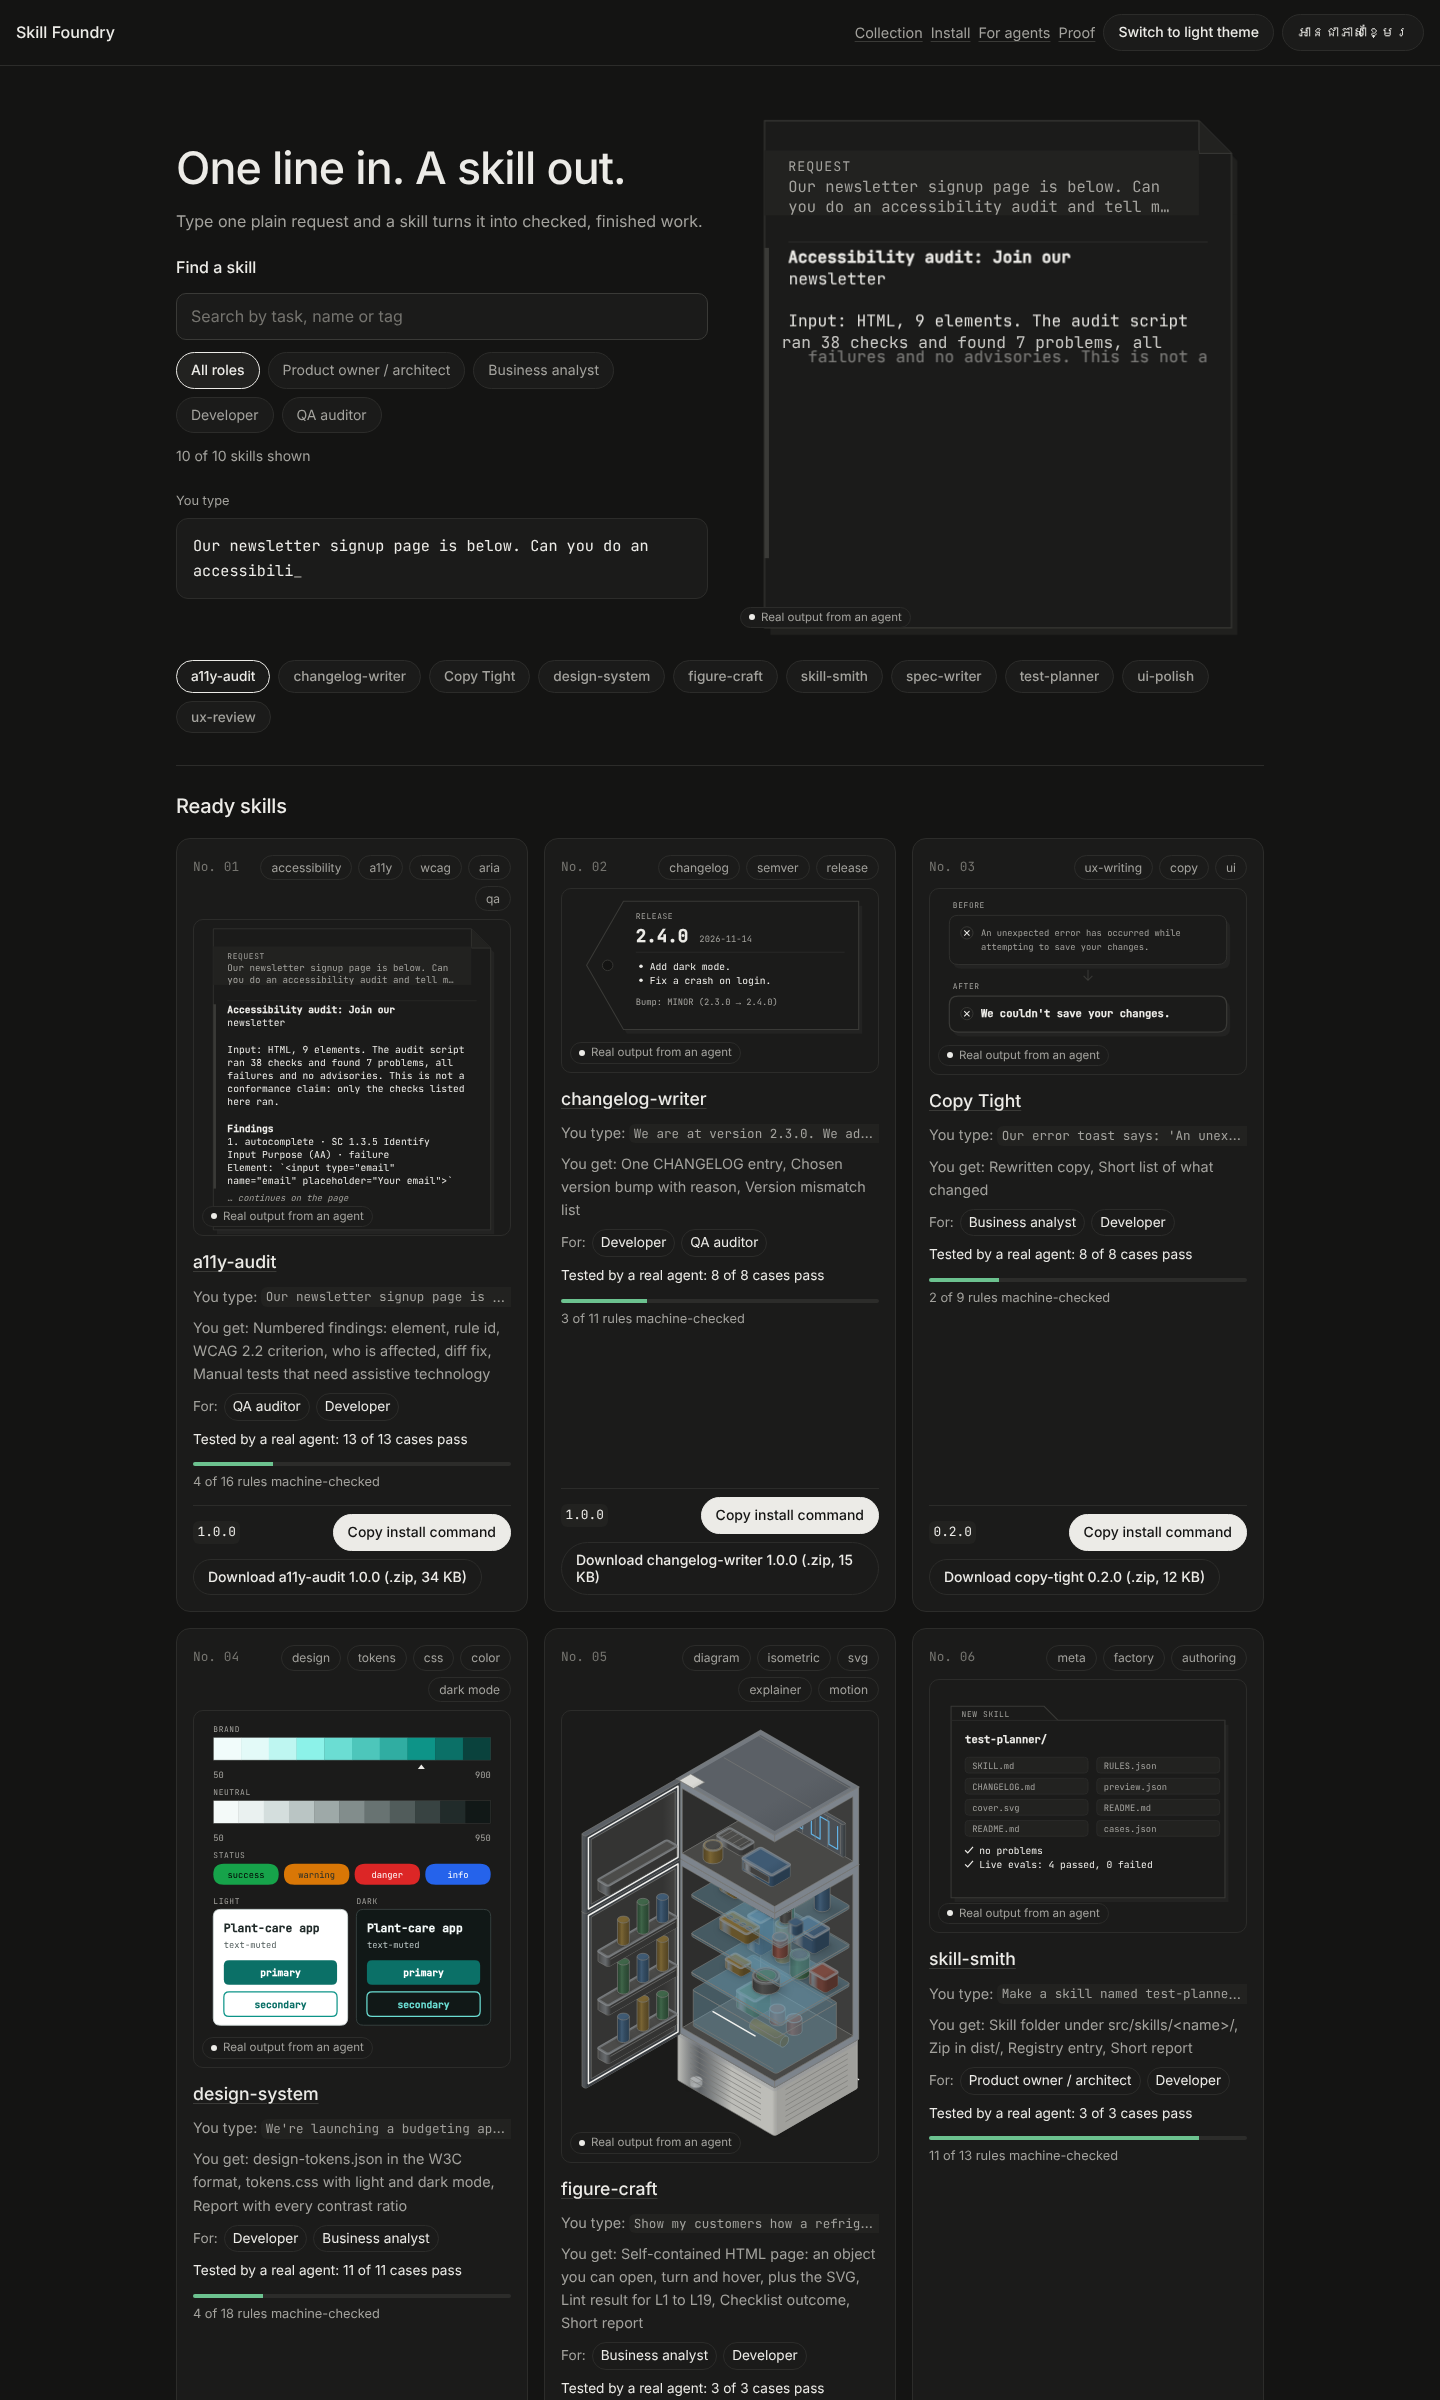 Skill Foundry
Collection Install For agents Proof Switch to light theme អានជាភាសាខ្មែរ
One line in. A skill out.
Type one plain request and a skill turns it into checked, finished work.
Find a skill
Search by task, name or tag
All roles Product owner / architect Business analyst
Developer QA auditor
10 of 10 skills shown
You type
Our newsletter signup page is below. Can you do an
accessibili_
REQUEST
Our newsletter signup page is below. Can
you do an accessibility audit and tell m…
Accessibility audit: Join our
newsletter
Input: HTML, 9 elements. The audit script
ran 38 checks and found 7 problems, all
failures and no advisories. This is not a
Real output from an agent
a11y-audit changelog-writer Copy Tight design-system figure-craft skill-smith spec-writer test-planner ui-polish
ux-review
Ready skills
No. 01 accessibility a11y wcag aria
qa
REQUEST
Our newsletter signup page is below. Can
you do an accessibility audit and tell m…
Accessibility audit: Join our
newsletter
Input: HTML, 9 elements. The audit script
ran 38 checks and found 7 problems, all
failures and no advisories. This is not a
conformance claim: only the checks listed
here ran.
Findings
1. autocomplete · SC 1.3.5 Identify
Input Purpose (AA) · failure
Element: `<input type="email"
name="email" placeholder="Your email">`
… continues on the page
Real output from an agent
a11y-audit
You type: Our newsletter signup page is ...
You get: Numbered findings: element, rule id,
WCAG 2.2 criterion, who is affected, diff fix,
Manual tests that need assistive technology
For: QA auditor Developer
Tested by a real agent: 13 of 13 cases pass
4 of 16 rules machine-checked
1.0.0 Copy install command
Download a11y-audit 1.0.0 (.zip, 34 KB)
No. 02 changelog semver release
RELEASE
2.4.0 2026-11-14
• Add dark mode.
• Fix a crash on login.
Bump: MINOR (2.3.0 → 2.4.0)
Real output from an agent
changelog-writer
You type: We are at version 2.3.0. We ad...
You get: One CHANGELOG entry, Chosen
version bump with reason, Version mismatch
list
For: Developer QA auditor
Tested by a real agent: 8 of 8 cases pass
3 of 11 rules machine-checked
1.0.0 Copy install command
Download changelog-writer 1.0.0 (.zip, 15
KB)
No. 03 ux-writing copy ui
BEFORE
An unexpected error has occurred while
attempting to save your changes.
AFTER
We couldn't save your changes.
Real output from an agent
Copy Tight
You type: Our error toast says: 'An unex...
You get: Rewritten copy, Short list of what
changed
For: Business analyst Developer
Tested by a real agent: 8 of 8 cases pass
2 of 9 rules machine-checked
0.2.0 Copy install command
Download copy-tight 0.2.0 (.zip, 12 KB)
No. 04 design tokens css color
dark mode
BRAND
50 900
NEUTRAL
50 950
STATUS
success warning danger info
LIGHT DARK
Plant-care app Plant-care app
text-muted text-muted
primary primary
secondary secondary
Real output from an agent
design-system
You type: We're launching a budgeting ap...
You get: design-tokens.json in the W3C
format, tokens.css with light and dark mode,
Report with every contrast ratio
For: Developer Business analyst
Tested by a real agent: 11 of 11 cases pass
4 of 18 rules machine-checked
No. 05 diagram isometric svg
explainer motion
Real output from an agent
figure-craft
You type: Show my customers how a refrig...
You get: Self-contained HTML page: an object
you can open, turn and hover, plus the SVG,
Lint result for L1 to L19, Checklist outcome,
Short report
For: Business analyst Developer
Tested by a real agent: 3 of 3 cases pass
No. 06 meta factory authoring
NEW SKILL
test-planner/
SKILL.md RULES.json
CHANGELOG.md preview.json
cover.svg README.md
README.md cases.json
✓ no problems
✓ Live evals: 4 passed, 0 failed
Real output from an agent
skill-smith
You type: Make a skill named test-planne...
You get: Skill folder under src/skills/<name>/,
Zip in dist/, Registry entry, Short report
For: Product owner / architect Developer
Tested by a real agent: 3 of 3 cases pass
11 of 13 rules machine-checked